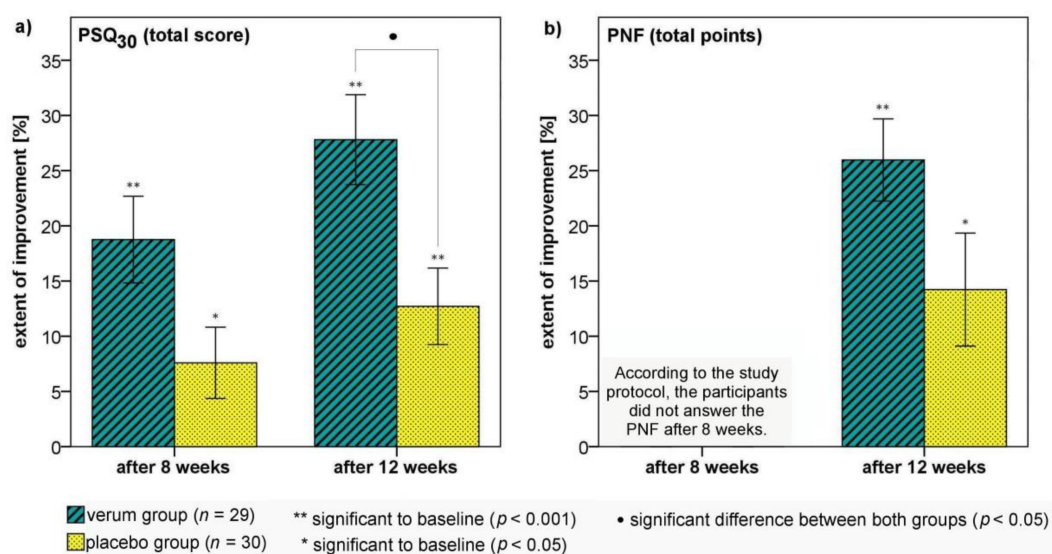 a)
PSQ30 (total score)
extent of improvement [%]
35
30
25
20
15
10
5
0
**
*
**
•
**
after 8 weeks
after 12 weeks
b)
PNF (total points)
extent of improvement [%]
35
30
25
20
15
10
5
0
According to the study
protocol, the participants
did not answer the
PNF after 8 weeks.
**
*
after 8 weeks
after 12 weeks
verum group (n = 29)
placebo group (n = 30)
** significant to baseline (p < 0.001)
* significant to baseline (p < 0.05)
• significant difference between both groups (p < 0.05)